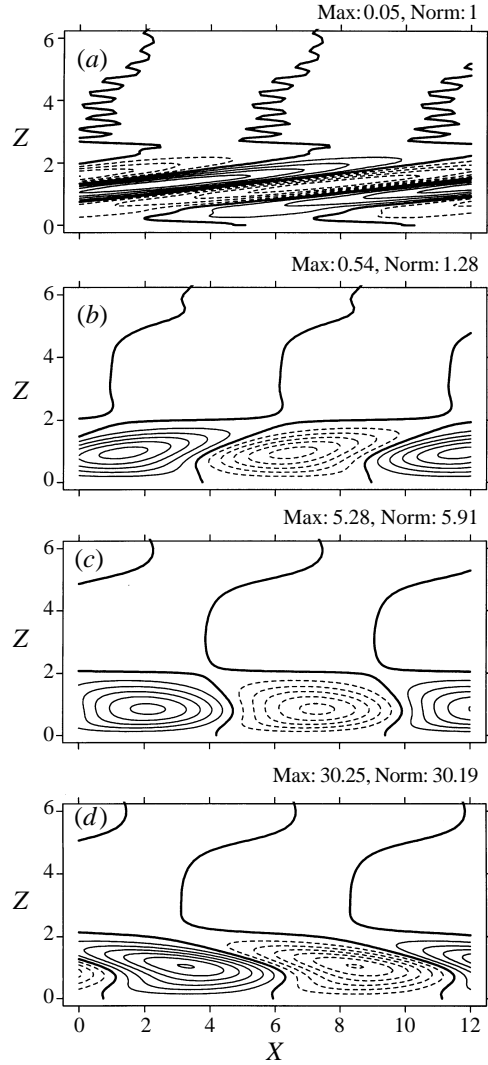 Max: 0.05, Norm: 1
6
(a)
Z
4
2
0
Max: 0.54, Norm: 1.28
6
(b)
Z
4
2
0
Max: 5.28, Norm: 5.91
6
(c)
Z
4
2
0
Max: 30.25, Norm: 30.19
6
(d)
Z
4
2
0
0 2 4 6 8 10 12
X